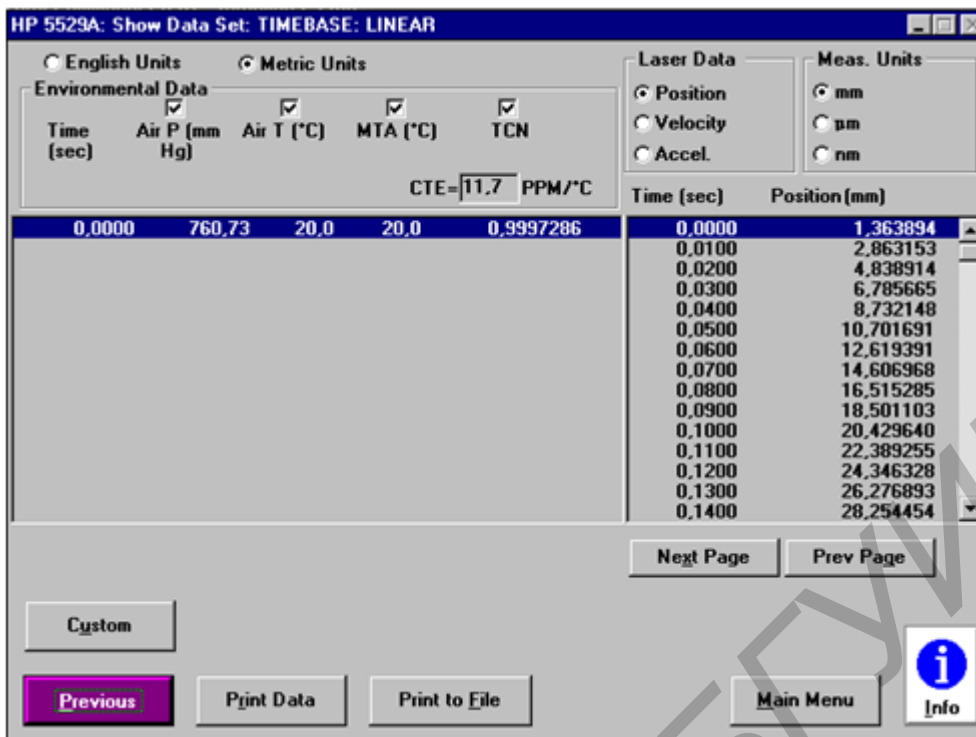 HP 5529A: Show Data Set: TIMEBASE: LINEAR
English Units
Metric Units
Environmental Data
Time (sec)
Air P (mm Hg)
Air T (°C)
MTA (°C)
TCN
CTE= 11,7 PPM/°C
Laser Data
Position
Velocity
Accel.
Meas. Units
mm
µm
nm
Time (sec) Position (mm)
0,0000 760,73 20,0 20,0 0,9997286
0,0000 1,363894
0,0100 2,863153
0,0200 4,838914
0,0300 6,785665
0,0400 8,732148
0,0500 10,701691
0,0600 12,619391
0,0700 14,606968
0,0800 16,515285
0,0900 18,501103
0,1000 20,429640
0,1100 22,389255
0,1200 24,346328
0,1300 26,276893
0,1400 28,254454
Next Page
Prev Page
Custom
Previous
Print Data
Print to File
Main Menu
Info